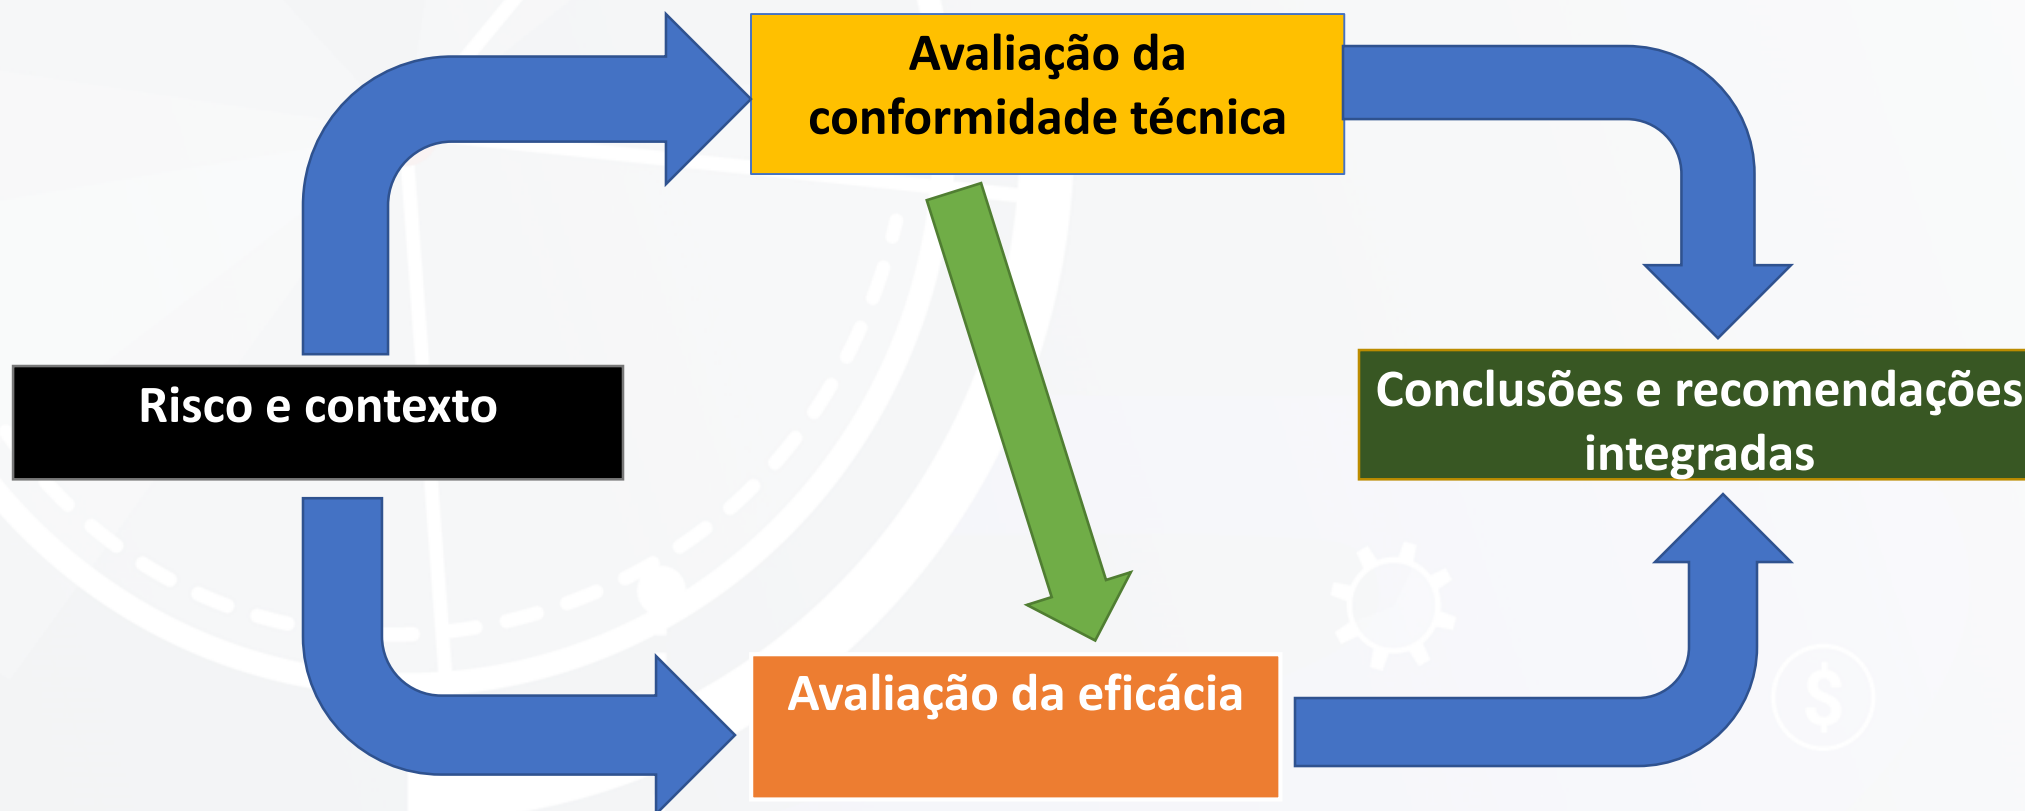 Avaliação da
conformidade técnica
Risco e contexto
Conclusões e recomendações
integradas
Avaliação da eficácia
$